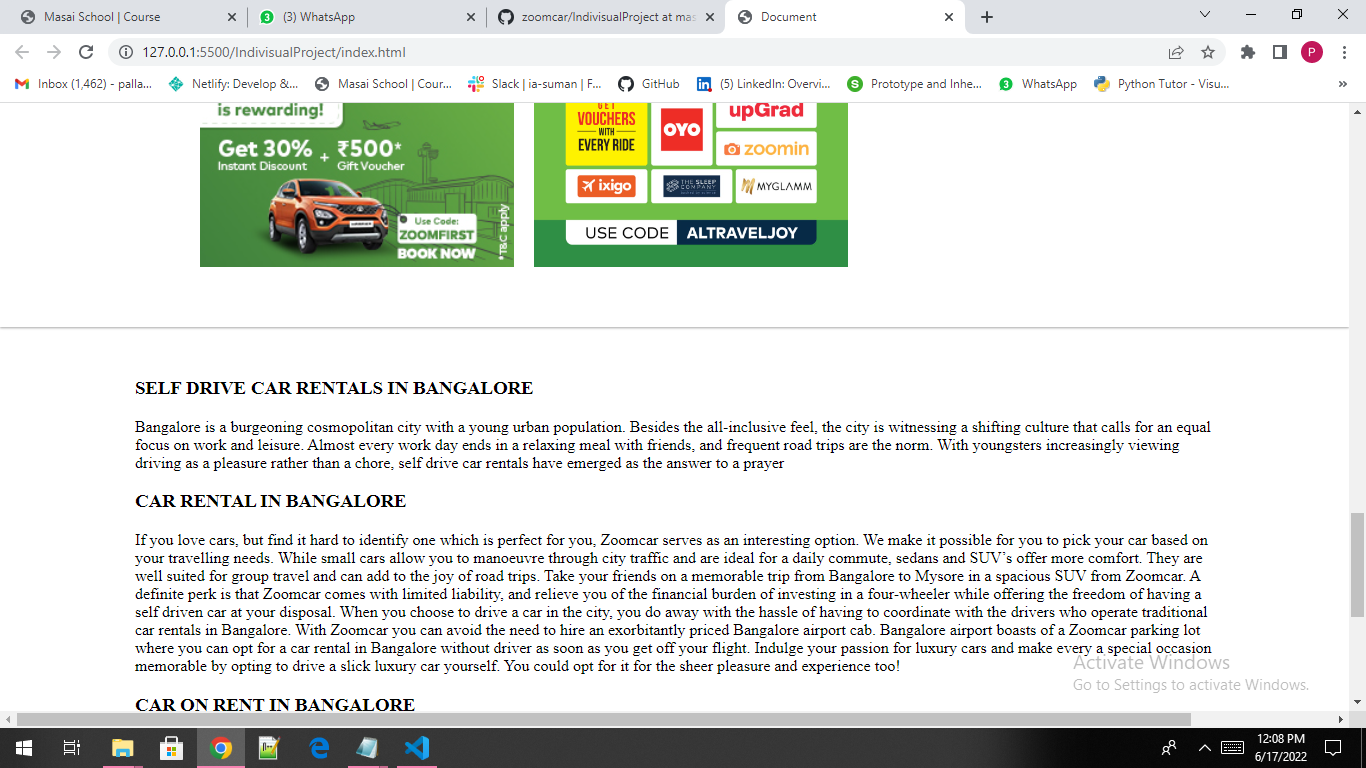 Masai School | Course
3
(3) WhatsApp
zoomcar/IndivisualProject at mas
Document
127.0.0.1:5500/IndivisualProject/index.html
P
Inbox (1,462) - palla...
Netlify: Develop &...
Masai School | Cour...
Slack | ia-suman | F...
GitHub
(5) LinkedIn: Overvi...
S
Prototype and Inhe...
3
WhatsApp
Python Tutor - Visu...
is rewarding!
Get 30% + ₹500*
Instant Discount Gift Voucher
Use Code:
ZOOMFIRST
BOOK NOW
*T&C apply
GET
VOUCHERS
WITH
EVERY RIDE
OYO
upGrad
zoomin
ixigo
THE SLEEP
COMPANY
MYGLAMM
USE CODE ALTRAVELJOY
SELF DRIVE CAR RENTALS IN BANGALORE
Bangalore is a burgeoning cosmopolitan city with a young urban population. Besides the all-inclusive feel, the city is witnessing a shifting culture that calls for an equal
focus on work and leisure. Almost every work day ends in a relaxing meal with friends, and frequent road trips are the norm. With youngsters increasingly viewing
driving as a pleasure rather than a chore, self drive car rentals have emerged as the answer to a prayer
CAR RENTAL IN BANGALORE
If you love cars, but find it hard to identify one which is perfect for you, Zoomcar serves as an interesting option. We make it possible for you to pick your car based on
your travelling needs. While small cars allow you to manoeuvre through city traffic and are ideal for a daily commute, sedans and SUV’s offer more comfort. They are
well suited for group travel and can add to the joy of road trips. Take your friends on a memorable trip from Bangalore to Mysore in a spacious SUV from Zoomcar. A
definite perk is that Zoomcar comes with limited liability, and relieve you of the financial burden of investing in a four-wheeler while offering the freedom of having a
self driven car at your disposal. When you choose to drive a car in the city, you do away with the hassle of having to coordinate with the drivers who operate traditional
car rentals in Bangalore. With Zoomcar you can avoid the need to hire an exorbitantly priced Bangalore airport cab. Bangalore airport boasts of a Zoomcar parking lot
where you can opt for a car rental in Bangalore without driver as soon as you get off your flight. Indulge your passion for luxury cars and make every a special occasion
memorable by opting to drive a slick luxury car yourself. You could opt for it for the sheer pleasure and experience too!
CAR ON RENT IN BANGALORE
Activate Windows
Go to Settings to activate Windows.
12:08 PM
6/17/2022